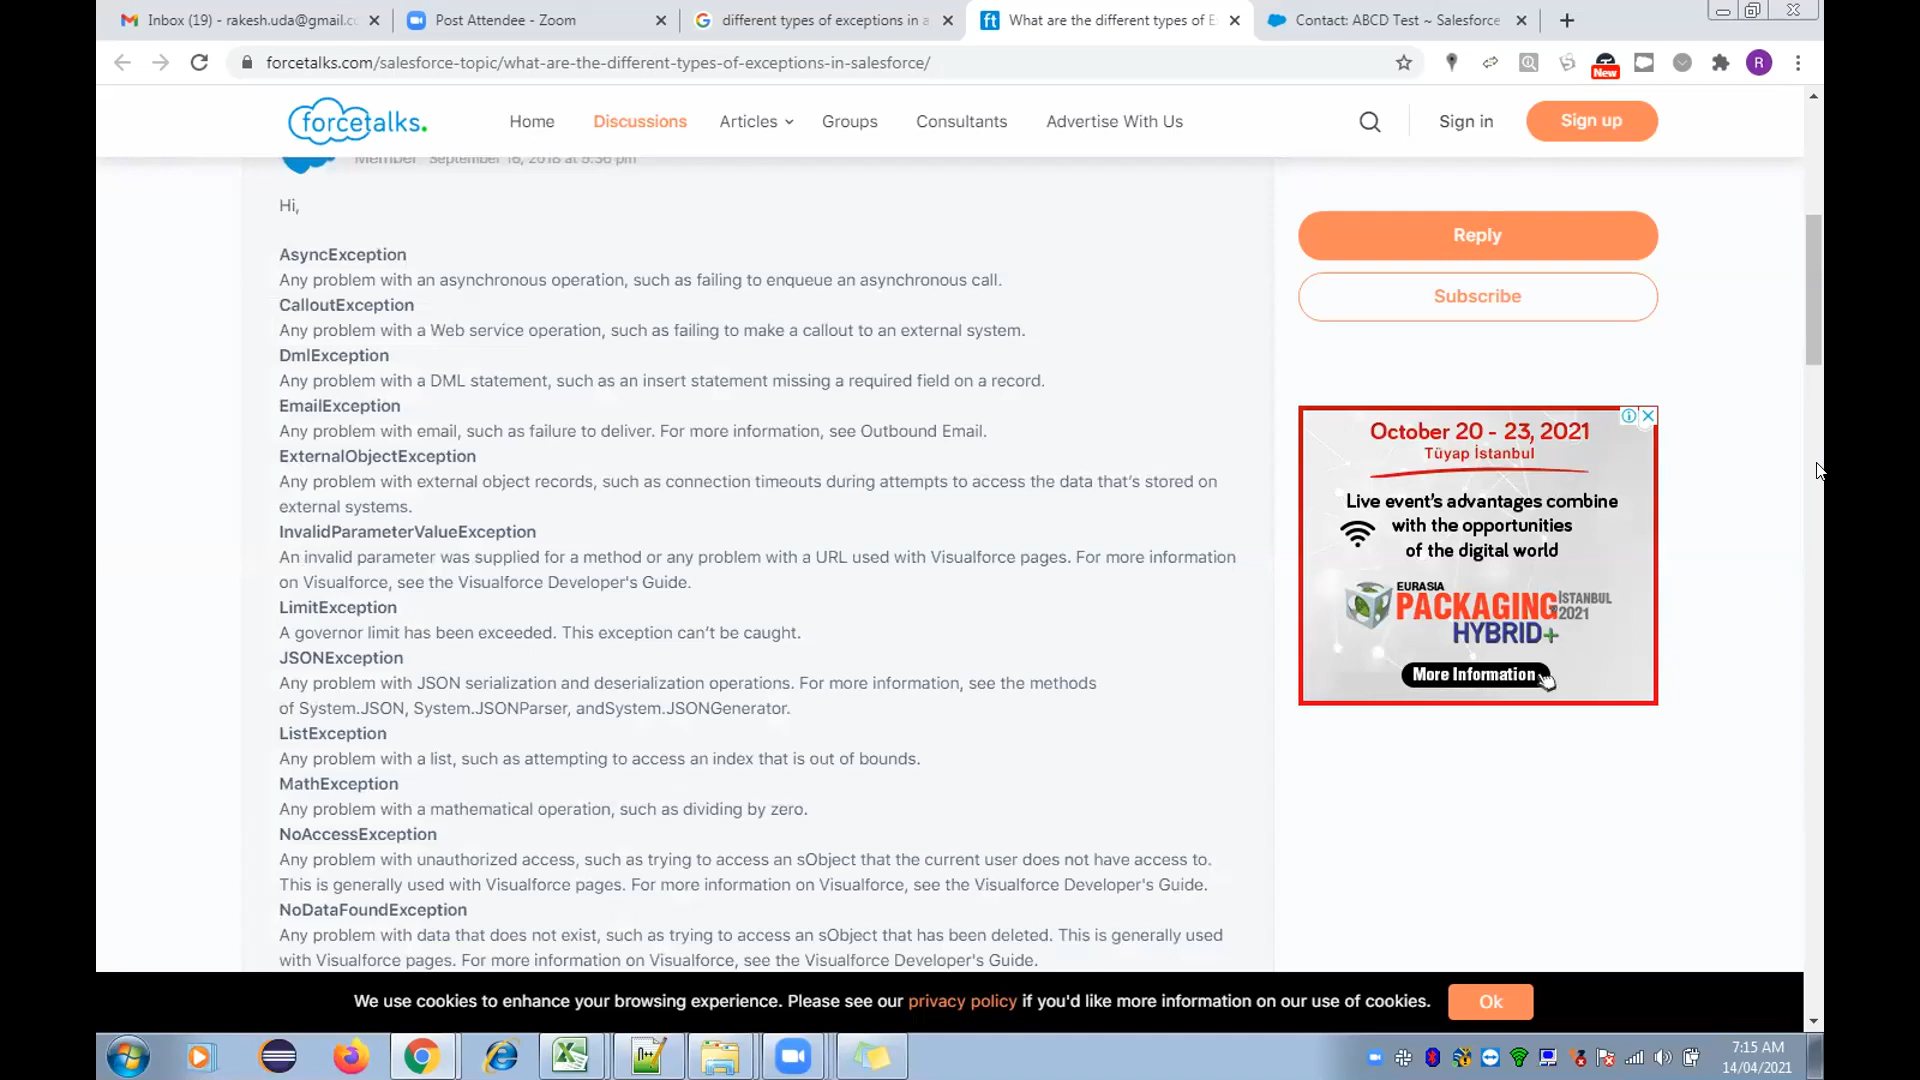 Inbox (19) - rakesh.uda@gmail.c
Post Attendee - Zoom
different types of exceptions in a
What are the different types of E
Contact: ABCD Test ~ Salesforce
forcetalks.com/salesforce-topic/what-are-the-different-types-of-exceptions-in-salesforce/
New
R
forcetalks.
Home
Discussions
Articles
Groups
Consultants
Advertise With Us
Sign in
Sign up
Member September 16, 2018 at 5:36 pm
Hi,
AsyncException
Any problem with an asynchronous operation, such as failing to enqueue an asynchronous call.
CalloutException
Any problem with a Web service operation, such as failing to make a callout to an external system.
DmlException
Any problem with a DML statement, such as an insert statement missing a required field on a record.
EmailException
Any problem with email, such as failure to deliver. For more information, see Outbound Email.
ExternalObjectException
Any problem with external object records, such as connection timeouts during attempts to access the data that's stored on
external systems.
InvalidParameterValueException
An invalid parameter was supplied for a method or any problem with a URL used with Visualforce pages. For more information
on Visualforce, see the Visualforce Developer's Guide.
LimitException
A governor limit has been exceeded. This exception can't be caught.
JSONException
Any problem with JSON serialization and deserialization operations. For more information, see the methods
of System.JSON, System.JSONParser, andSystem.JSONGenerator.
ListException
Any problem with a list, such as attempting to access an index that is out of bounds.
MathException
Any problem with a mathematical operation, such as dividing by zero.
NoAccessException
Any problem with unauthorized access, such as trying to access an sObject that the current user does not have access to.
This is generally used with Visualforce pages. For more information on Visualforce, see the Visualforce Developer's Guide.
NoDataFoundException
Any problem with data that does not exist, such as trying to access an sObject that has been deleted. This is generally used
with Visualforce pages. For more information on Visualforce, see the Visualforce Developer's Guide.
Reply
Subscribe
October 20 - 23, 2021
Tüyap İstanbul
Live event's advantages combine
with the opportunities
of the digital world
EURASIA
PACKAGING
İSTANBUL
2021
HYBRID+
More Information
We use cookies to enhance your browsing experience. Please see our privacy policy if you'd like more information on our use of cookies.
Ok
7:15 AM
14/04/2021